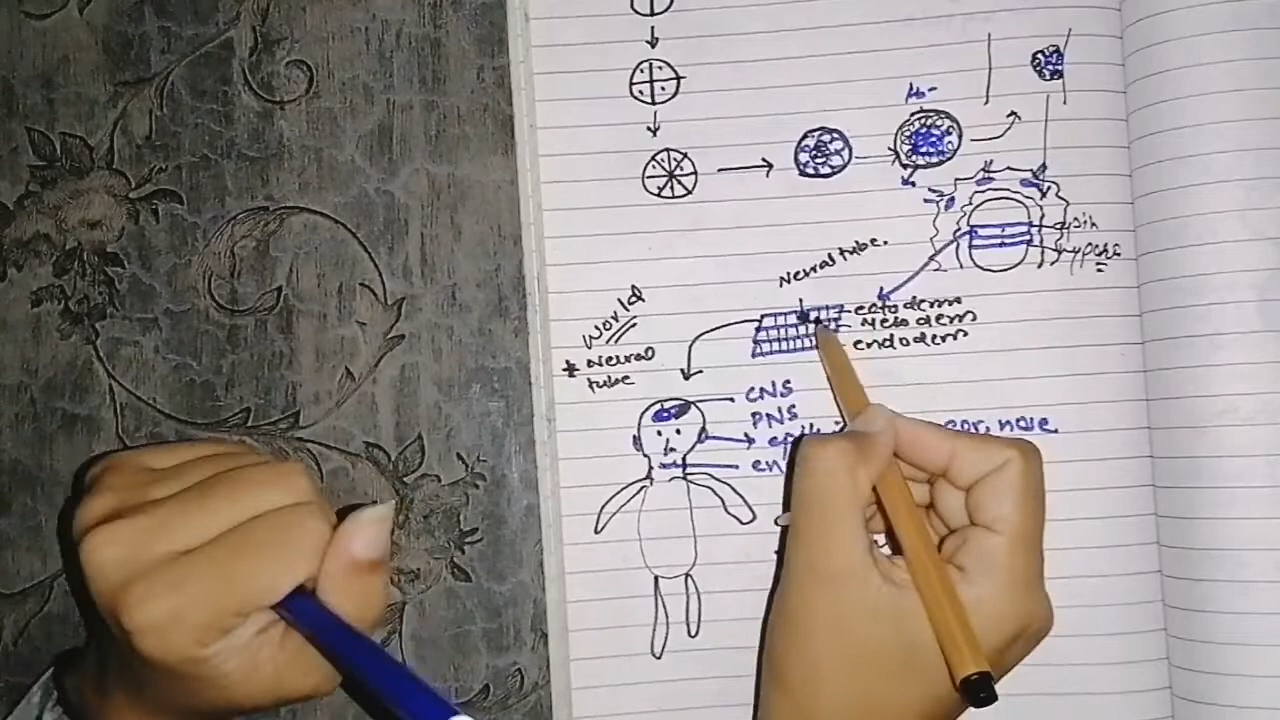 Neural tube.
ectoderm
Mesoderm
endoderm
World
* Neural
tube
CNS
PNS
ear, nose